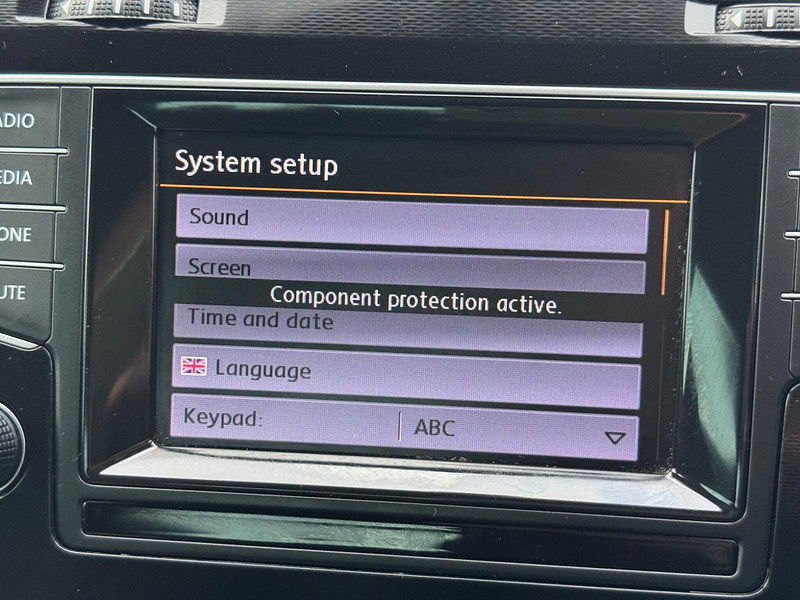 System setup
Sound
Screen
Component protection active.
Time and date
Language
Keypad: ABC
ADIO
EDIA
ONE
UTE